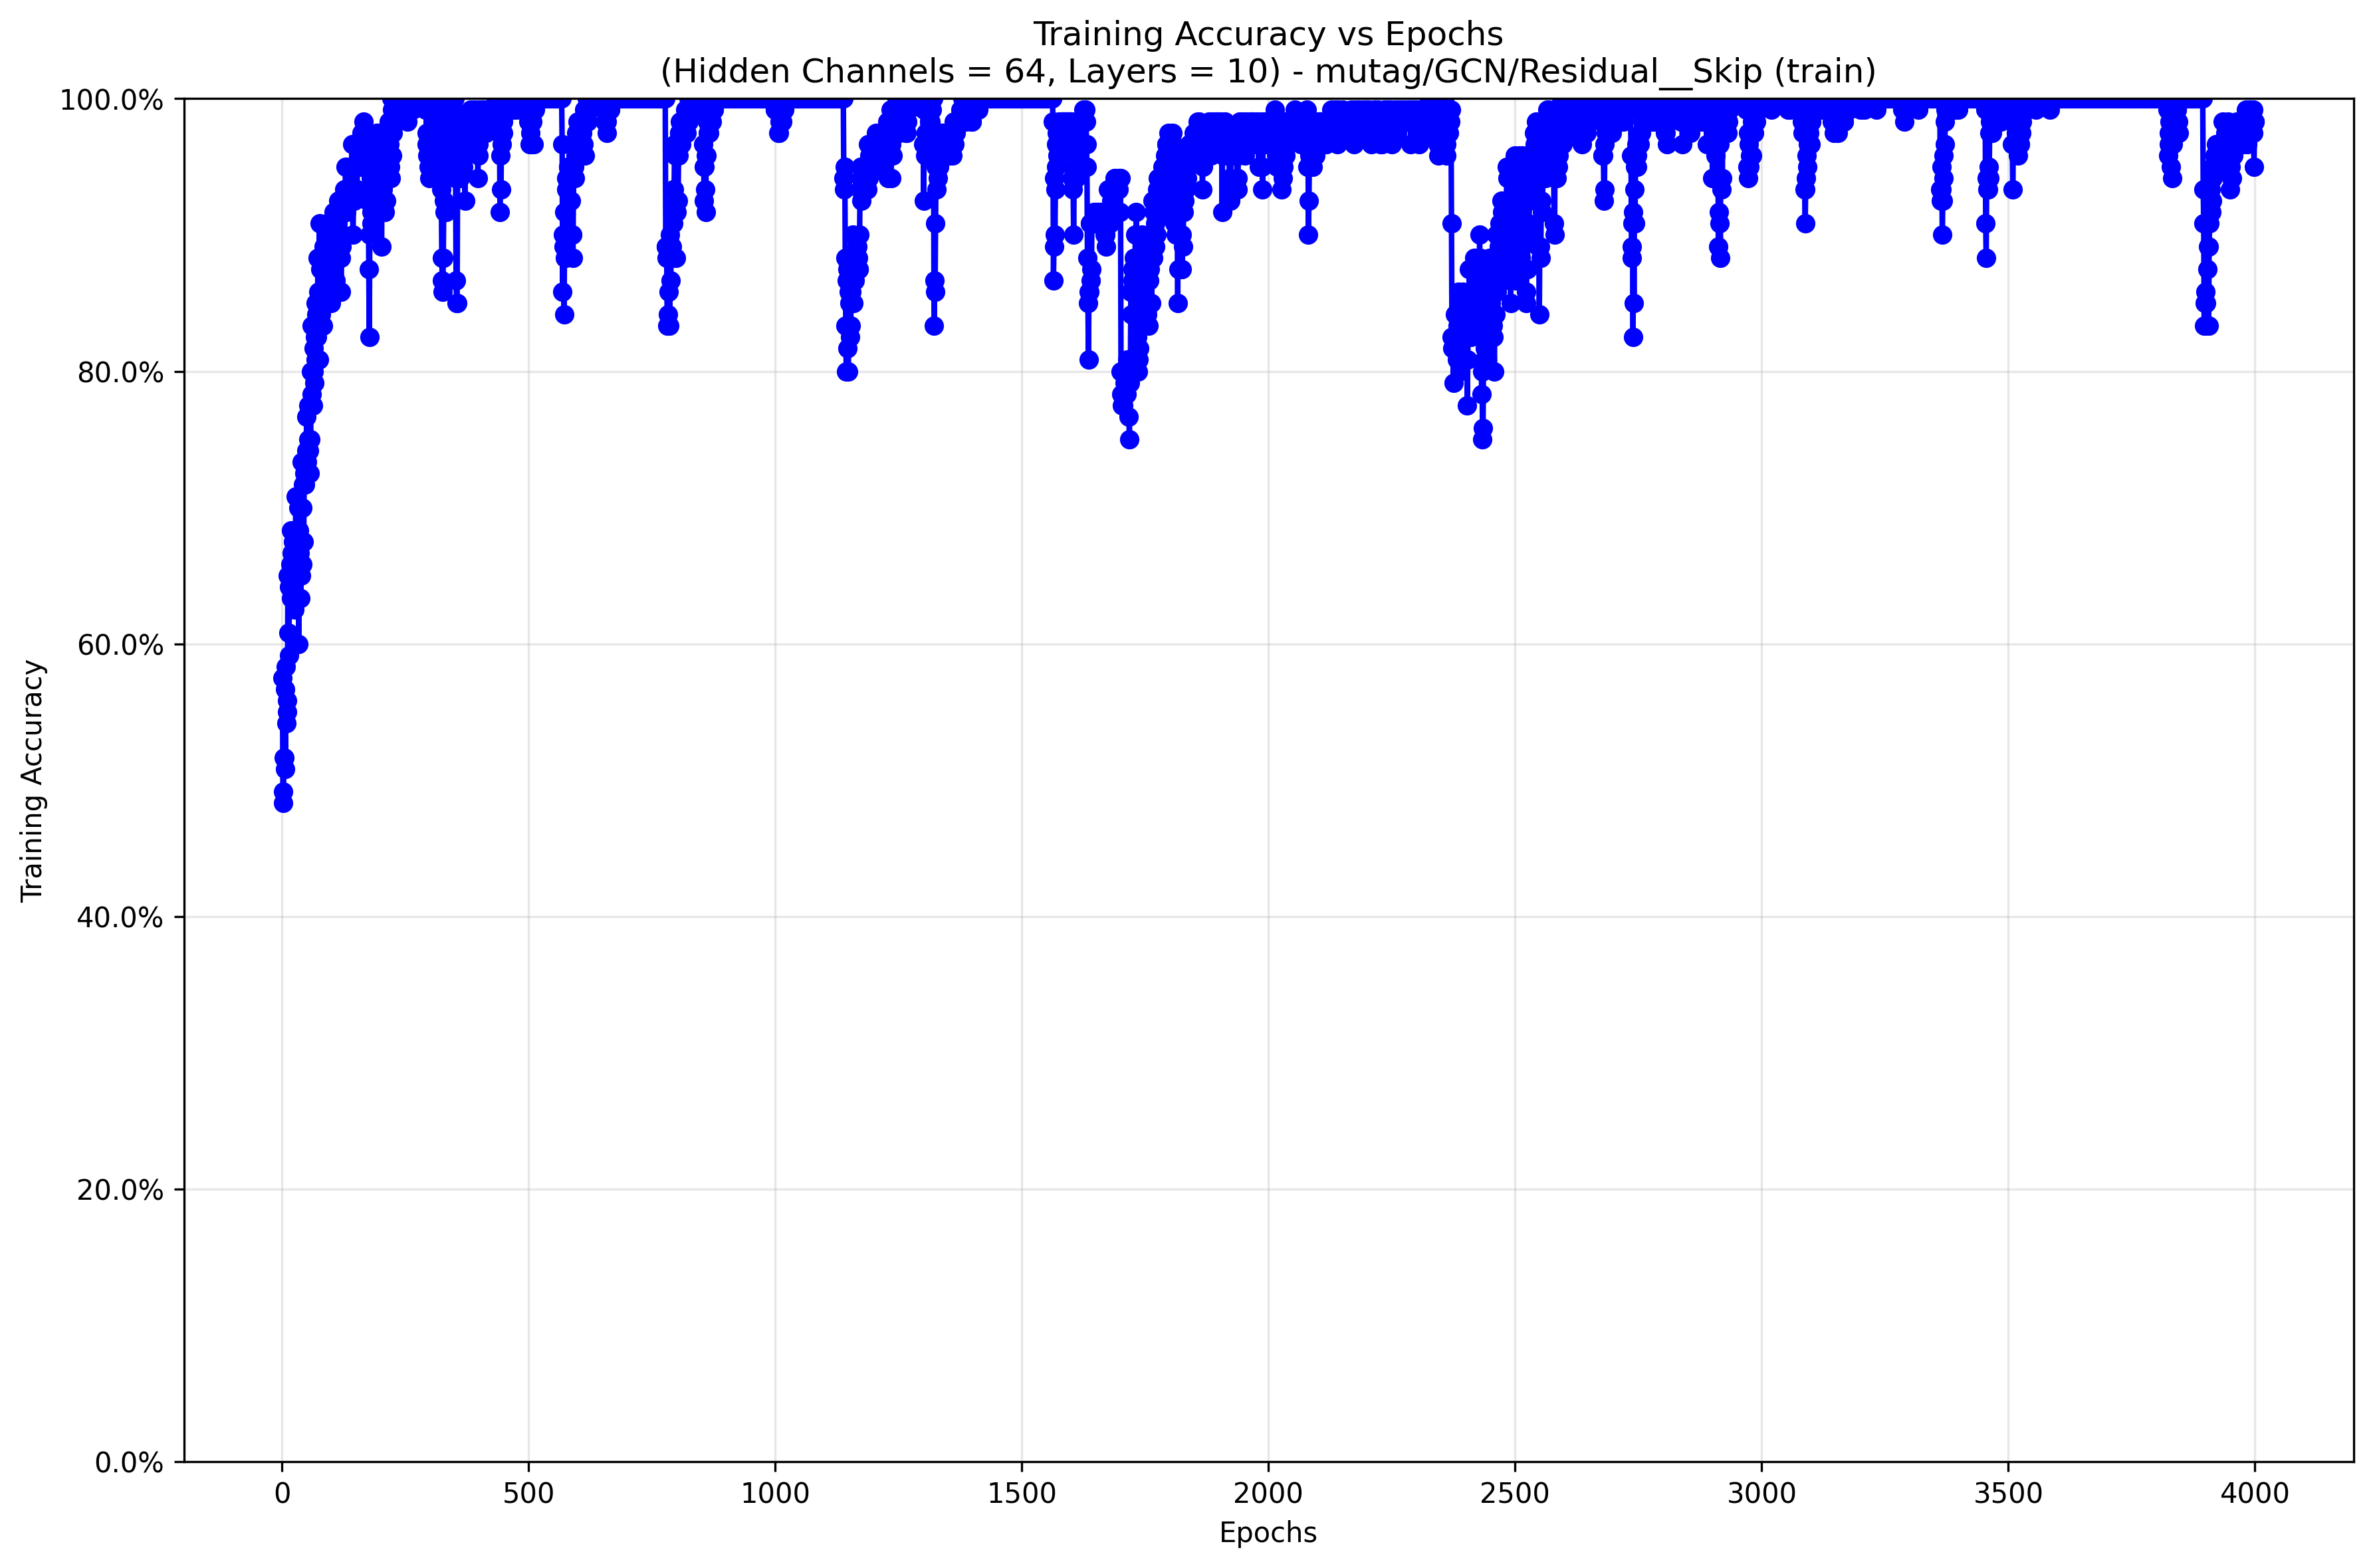 Training Accuracy vs Epochs
(Hidden Channels = 64, Layers = 10) - mutag/GCN/Residual__Skip (train)
100.0%
80.0%
60.0%
40.0%
20.0%
0.0%
Training Accuracy
0 500 1000 1500 2000 2500 3000 3500 4000
Epochs